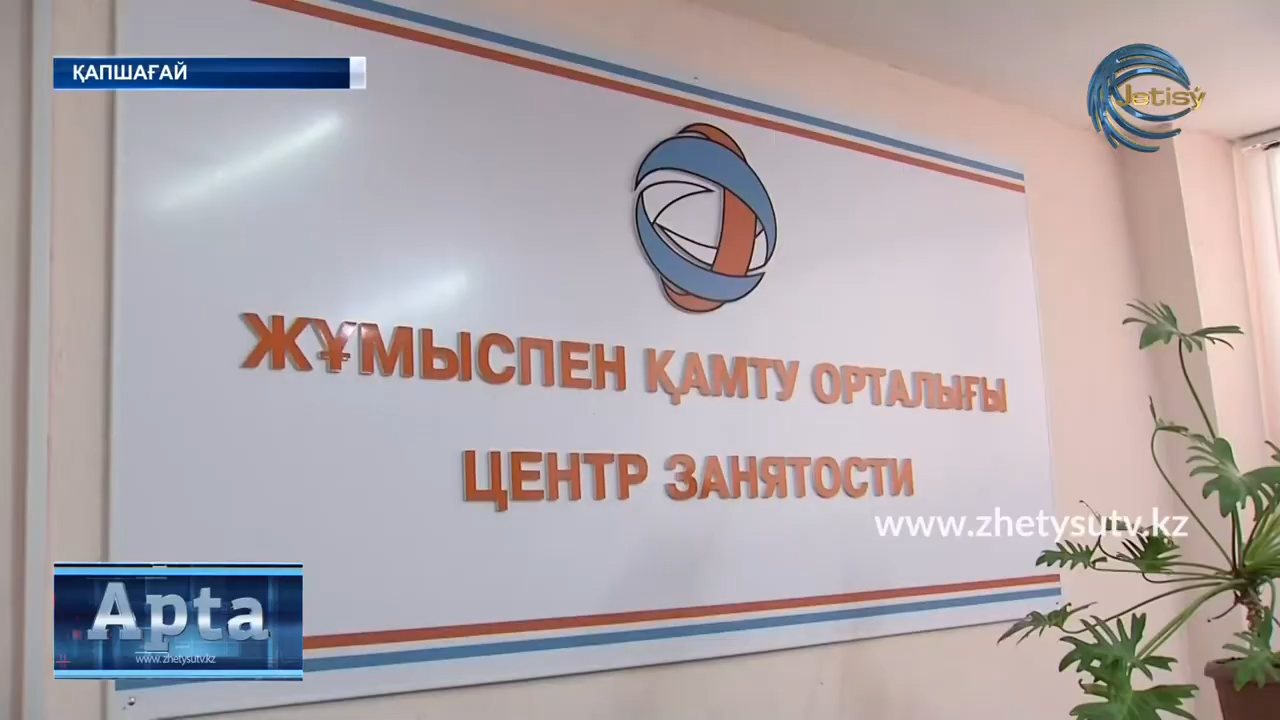 ҚАПШАҒАЙ
Jetisý
ЖҰМЫСПЕН ҚАМТУ ОРТАЛЫҒЫ
ЦЕНТР ЗАНЯТОСТИ
www.zhetysutv.kz
Apta
www.zhetysutv.kz